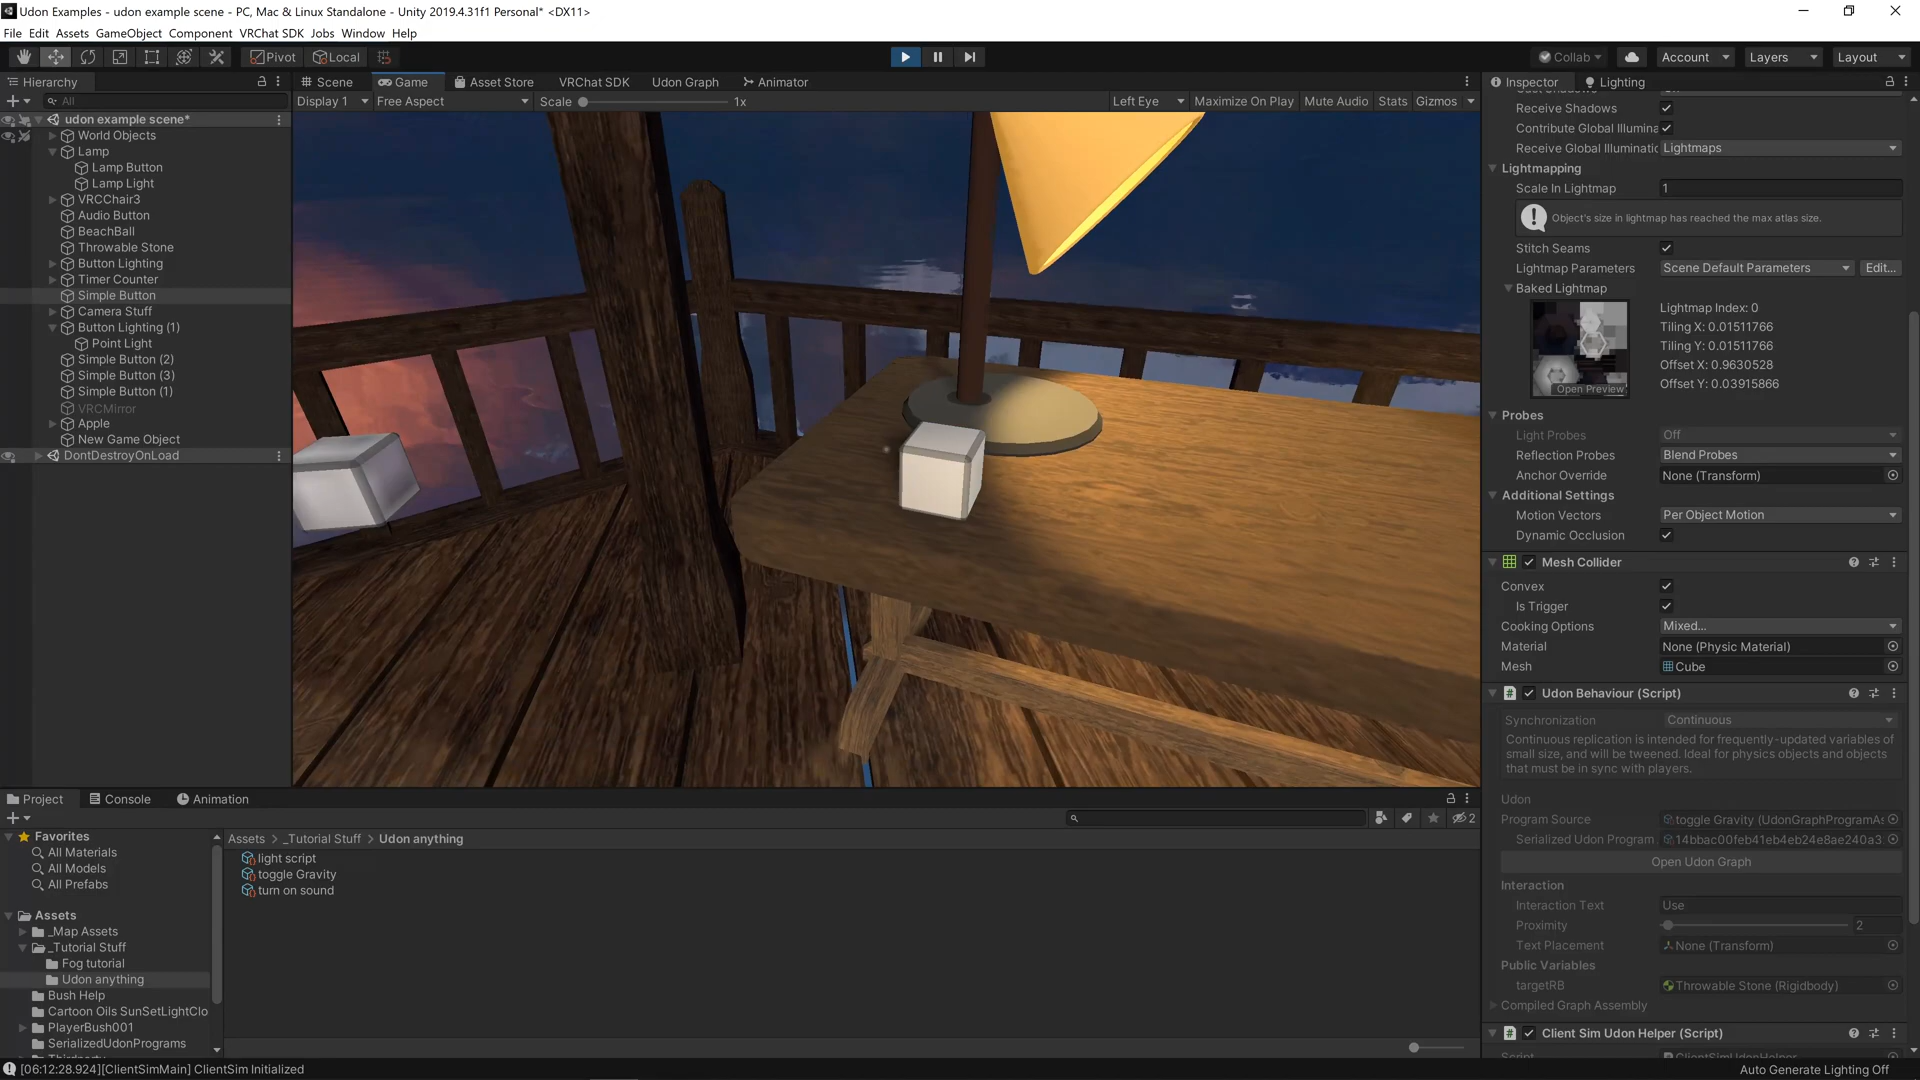 Udon Examples - udon example scene - PC, Mac & Linux Standalone - Unity 2019.4.31f1 Personal* <DX11>
File Edit Assets GameObject Component VRChat SDK Jobs Window Help
Pivot Local Collab Account Layers Layout
Hierarchy
All
udon example scene*
World Objects
Lamp
Lamp Button
Lamp Light
VRCChair3
Audio Button
BeachBall
Throwable Stone
Button Lighting
Timer Counter
Simple Button
Camera Stuff
Button Lighting (1)
Point Light
Simple Button (2)
Simple Button (3)
Simple Button (1)
VRCMirror
Apple
New Game Object
DontDestroyOnLoad
Scene Game Asset Store VRChat SDK Udon Graph Animator
Display 1 Free Aspect Scale 1x Left Eye Maximize On Play Mute Audio Stats Gizmos
Inspector Lighting
Receive Shadows
Contribute Global Illumina
Receive Global Illuminatic Lightmaps
Lightmapping
Scale In Lightmap 1
Object's size in lightmap has reached the max atlas size.
Stitch Seams
Lightmap Parameters Scene Default Parameters Edit...
Baked Lightmap
Open Preview
Lightmap Index: 0
Tiling X: 0.01511766
Tiling Y: 0.01511766
Offset X: 0.9630528
Offset Y: 0.03915866
Probes
Light Probes Off
Reflection Probes Blend Probes
Anchor Override None (Transform)
Additional Settings
Motion Vectors Per Object Motion
Dynamic Occlusion
Mesh Collider
Convex
Is Trigger
Cooking Options Mixed...
Material None (Physic Material)
Mesh Cube
Udon Behaviour (Script)
Synchronization Continuous
Continuous replication is intended for frequently-updated variables of
small size, and will be tweened. Ideal for physics objects and objects
that must be in sync with players.
Udon
Program Source toggle Gravity (UdonGraphProgramAs
Serialized Udon Program 14bbac00feb41eb4eb24e8ae240a3
Open Udon Graph
Interaction
Interaction Text Use
Proximity 2
Text Placement None (Transform)
Public Variables
targetRB Throwable Stone (Rigidbody)
Compiled Graph Assembly
Client Sim Udon Helper (Script)
Script ClientSimUdonHelper
Project Console Animation
2
Favorites
All Materials
All Models
All Prefabs
Assets
_Map Assets
_Tutorial Stuff
Fog tutorial
Udon anything
Bush Help
Cartoon Oils SunSetLightClo
PlayerBush001
SerializedUdonPrograms
Assets > _Tutorial Stuff > Udon anything
light script
toggle Gravity
turn on sound
[06:12:28.924][ClientSimMain] ClientSim Initialized
Auto Generate Lighting Off